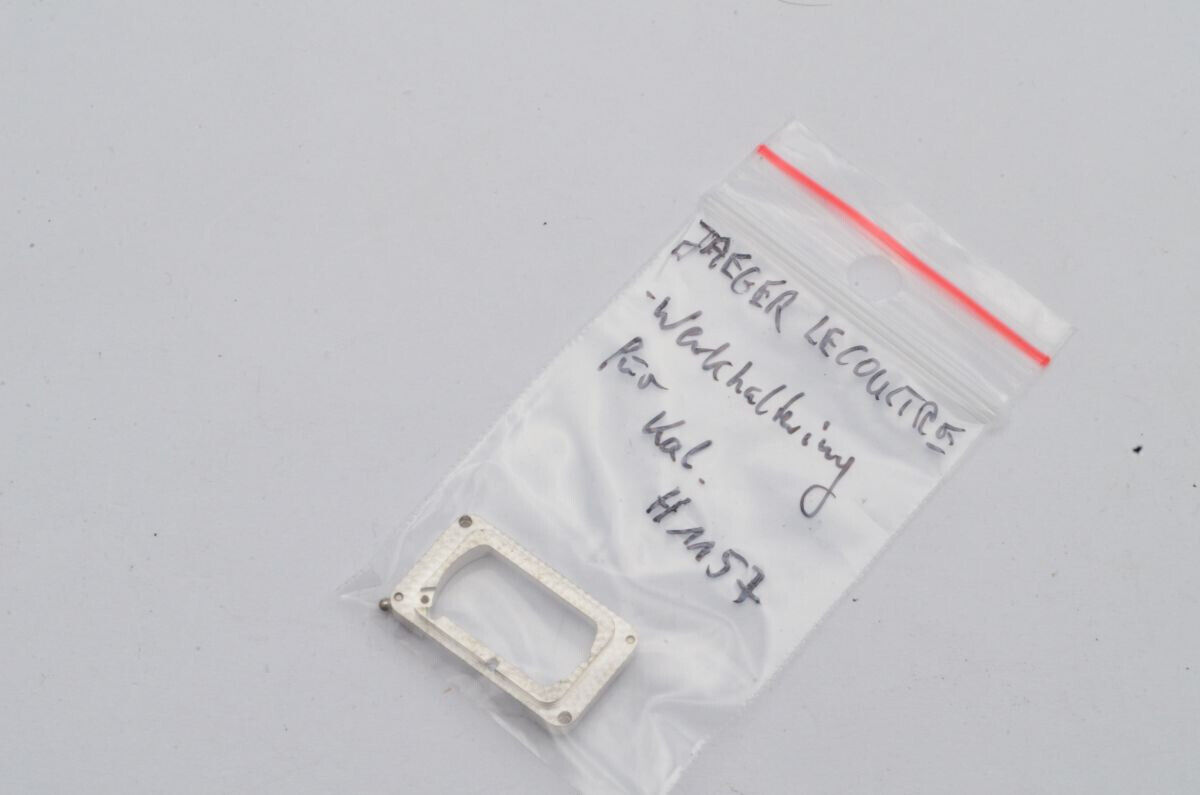 JAEGER LECOULTRE
-Werkhaltering
für
Kal.
H1157